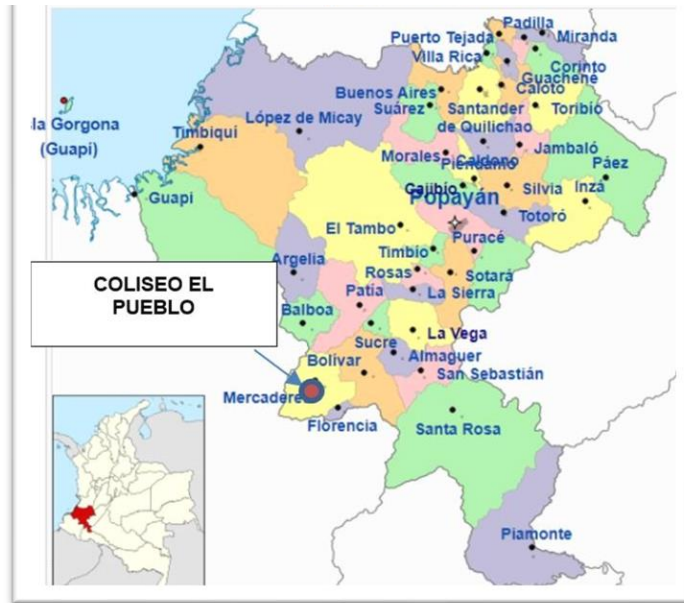 Padilla
Puerto Tejada
Miranda
Villa Rica
Corinto
Guachené
Buenos Aires
Caloto
Suárez
Santander
de Quilichao
Toribío
la Gorgona
(Guapi)
Timbiquí
López de Micay
Morales
Caldono
Jambaló
Piendamó
Páez
Cajibío
Silvia
Inzá
Guapi
Popayán
Totoró
El Tambo
Puracé
Timbío
Argelia
Rosas
Sotará
COLISEO EL
PUEBLO
Patía
La Sierra
Balboa
Sucre
La Vega
Bolívar
Almaguer
San Sebastián
Mercadere
Florencia
Santa Rosa
Piamonte